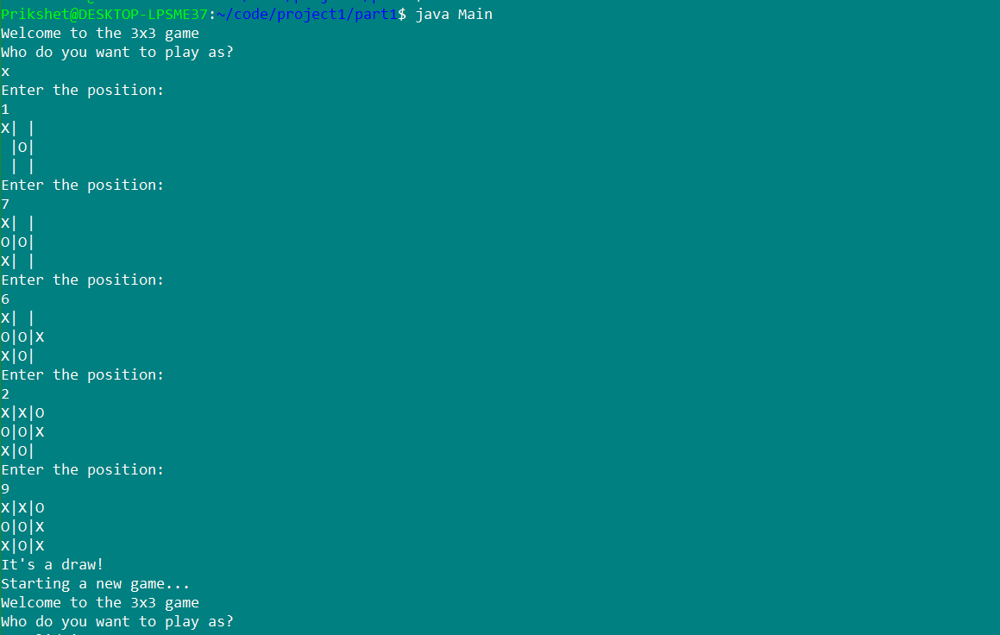 Prikshet@DESKTOP-LPSME37:~/code/project1/part1$ java Main
Welcome to the 3x3 game
Who do you want to play as?
x
Enter the position:
1
X| |
 |O|
 | |
Enter the position:
7
X| |
O|O|
X| |
Enter the position:
6
X| |
O|O|X
X|O|
Enter the position:
2
X|X|O
O|O|X
X|O|
Enter the position:
9
X|X|O
O|O|X
X|O|X
It's a draw!
Starting a new game...
Welcome to the 3x3 game
Who do you want to play as?